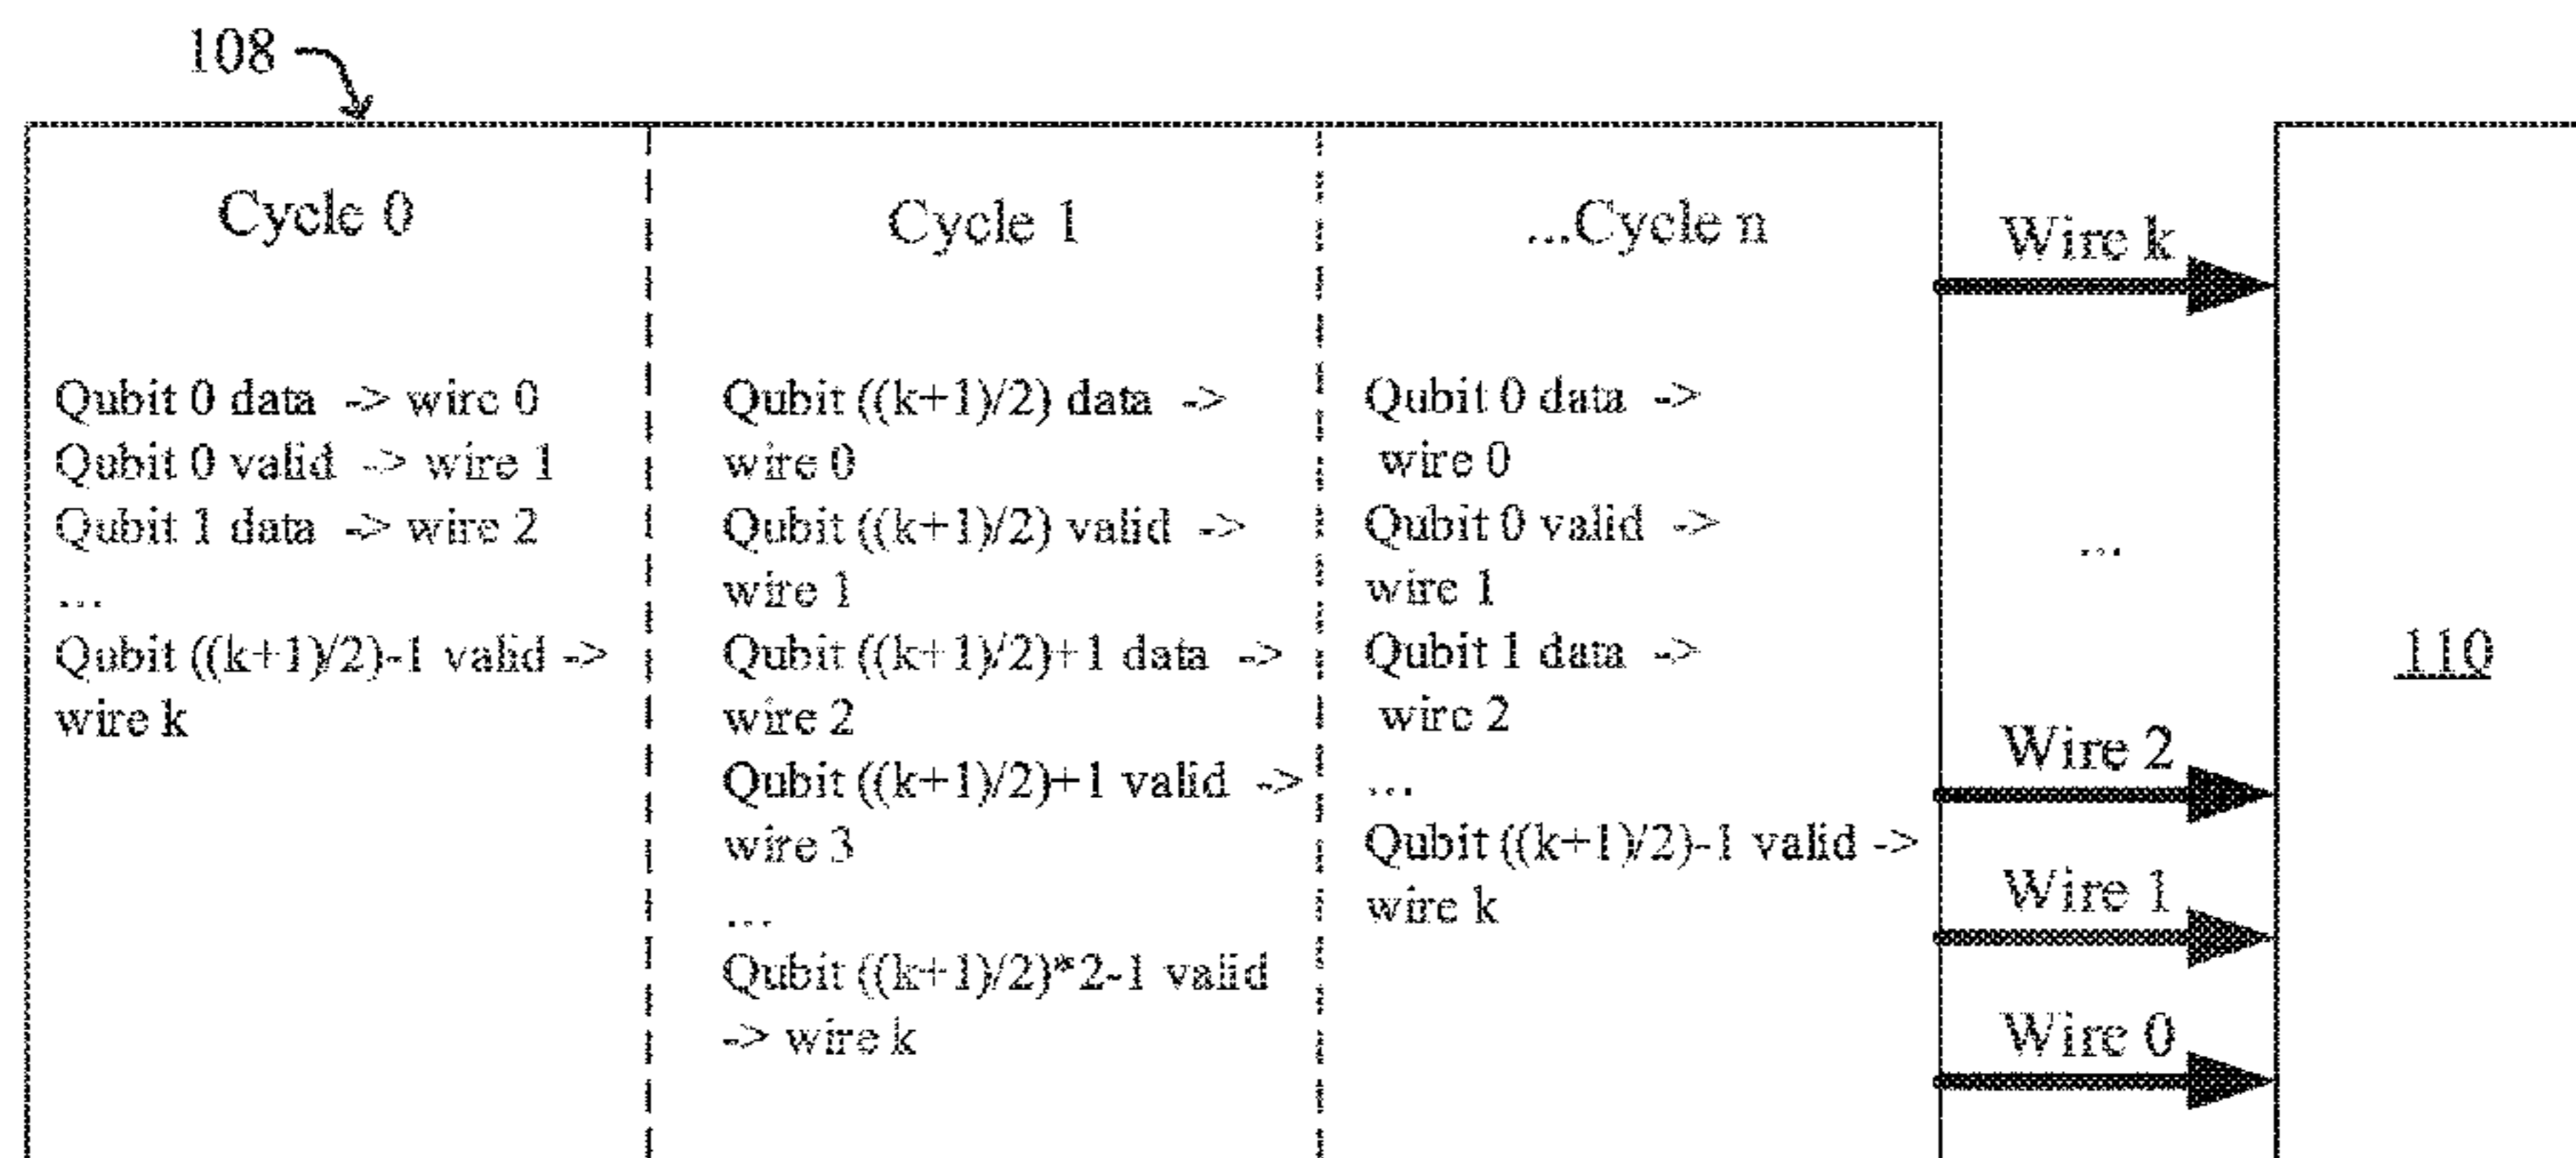 108
Cycle 0
Qubit 0 data -> wire 0
Qubit 0 valid -> wire 1
Qubit 1 data -> wire 2
...
Qubit ((k+1)/2)-1 valid ->
wire k
Cycle 1
Qubit ((k+1)/2) data ->
wire 0
Qubit ((k+1)/2) valid ->
wire 1
Qubit ((k+1)/2)+1 data ->
wire 2
Qubit ((k+1)/2)+1 valid ->
wire 3
...
Qubit ((k+1)/2)*2-1 valid
-> wire k
...Cycle n
Qubit 0 data ->
wire 0
Qubit 0 valid ->
wire 1
Qubit 1 data ->
wire 2
...
Qubit ((k+1)/2)-1 valid ->
wire k
Wire k
...
Wire 2
Wire 1
Wire 0
110